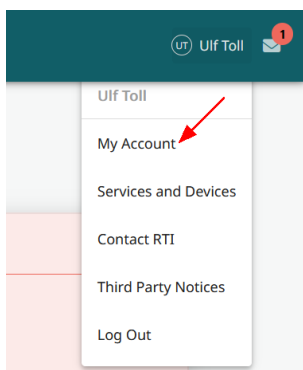 UT Ulf Toll 1
Ulf Toll
My Account
Services and Devices
Contact RTI
Third Party Notices
Log Out